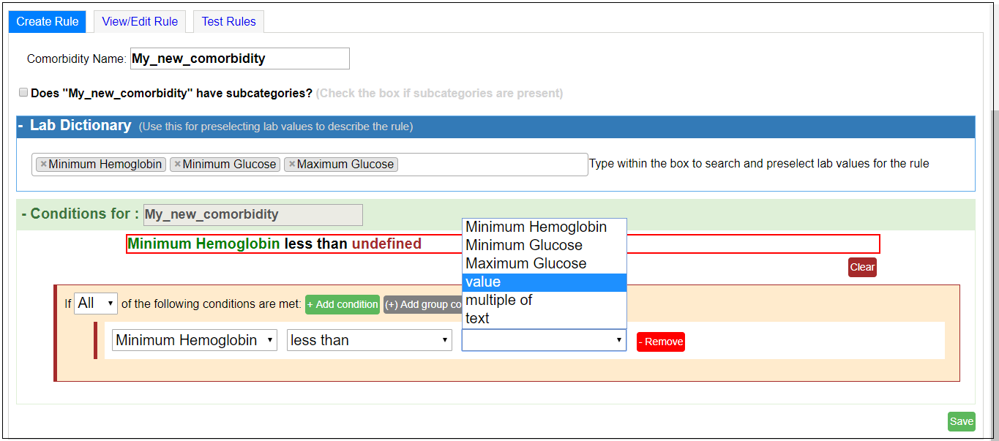 Create Rule View/Edit Rule Test Rules
Comorbidity Name: My_new_comorbidity
Does "My_new_comorbidity" have subcategories? (Check the box if subcategories are present)
- Lab Dictionary (Use this for preselecting lab values to describe the rule)
×Minimum Hemoglobin ×Minimum Glucose ×Maximum Glucose Type within the box to search and preselect lab values for the rule
- Conditions for : My_new_comorbidity
Minimum Hemoglobin less than undefined
Minimum Hemoglobin
Minimum Glucose
Maximum Glucose
value
multiple of
text
Clear
If All of the following conditions are met: + Add condition (+) Add group co
Minimum Hemoglobin less than - Remove
Save